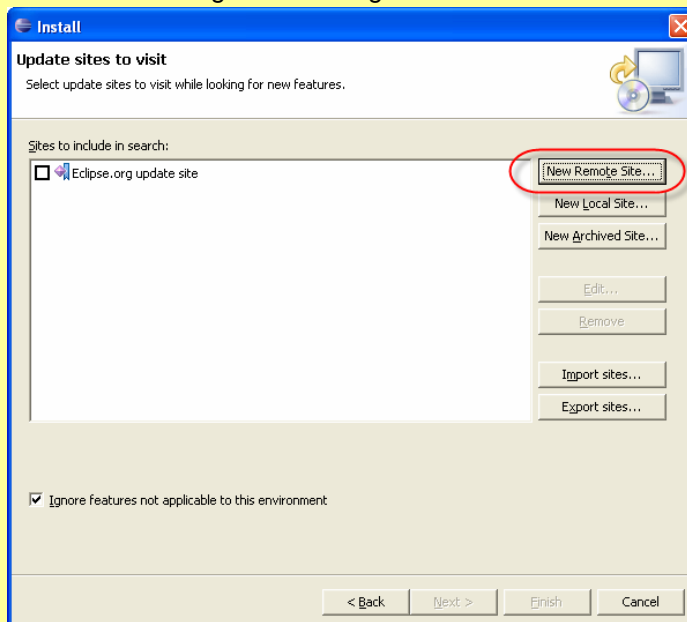 Install
Update sites to visit
Select update sites to visit while looking for new features.
Sites to include in search:
Eclipse.org update site
New Remote Site...
New Local Site...
New Archived Site...
Edit...
Remove
Import sites...
Export sites...
Ignore features not applicable to this environment
< Back
Next >
Finish
Cancel